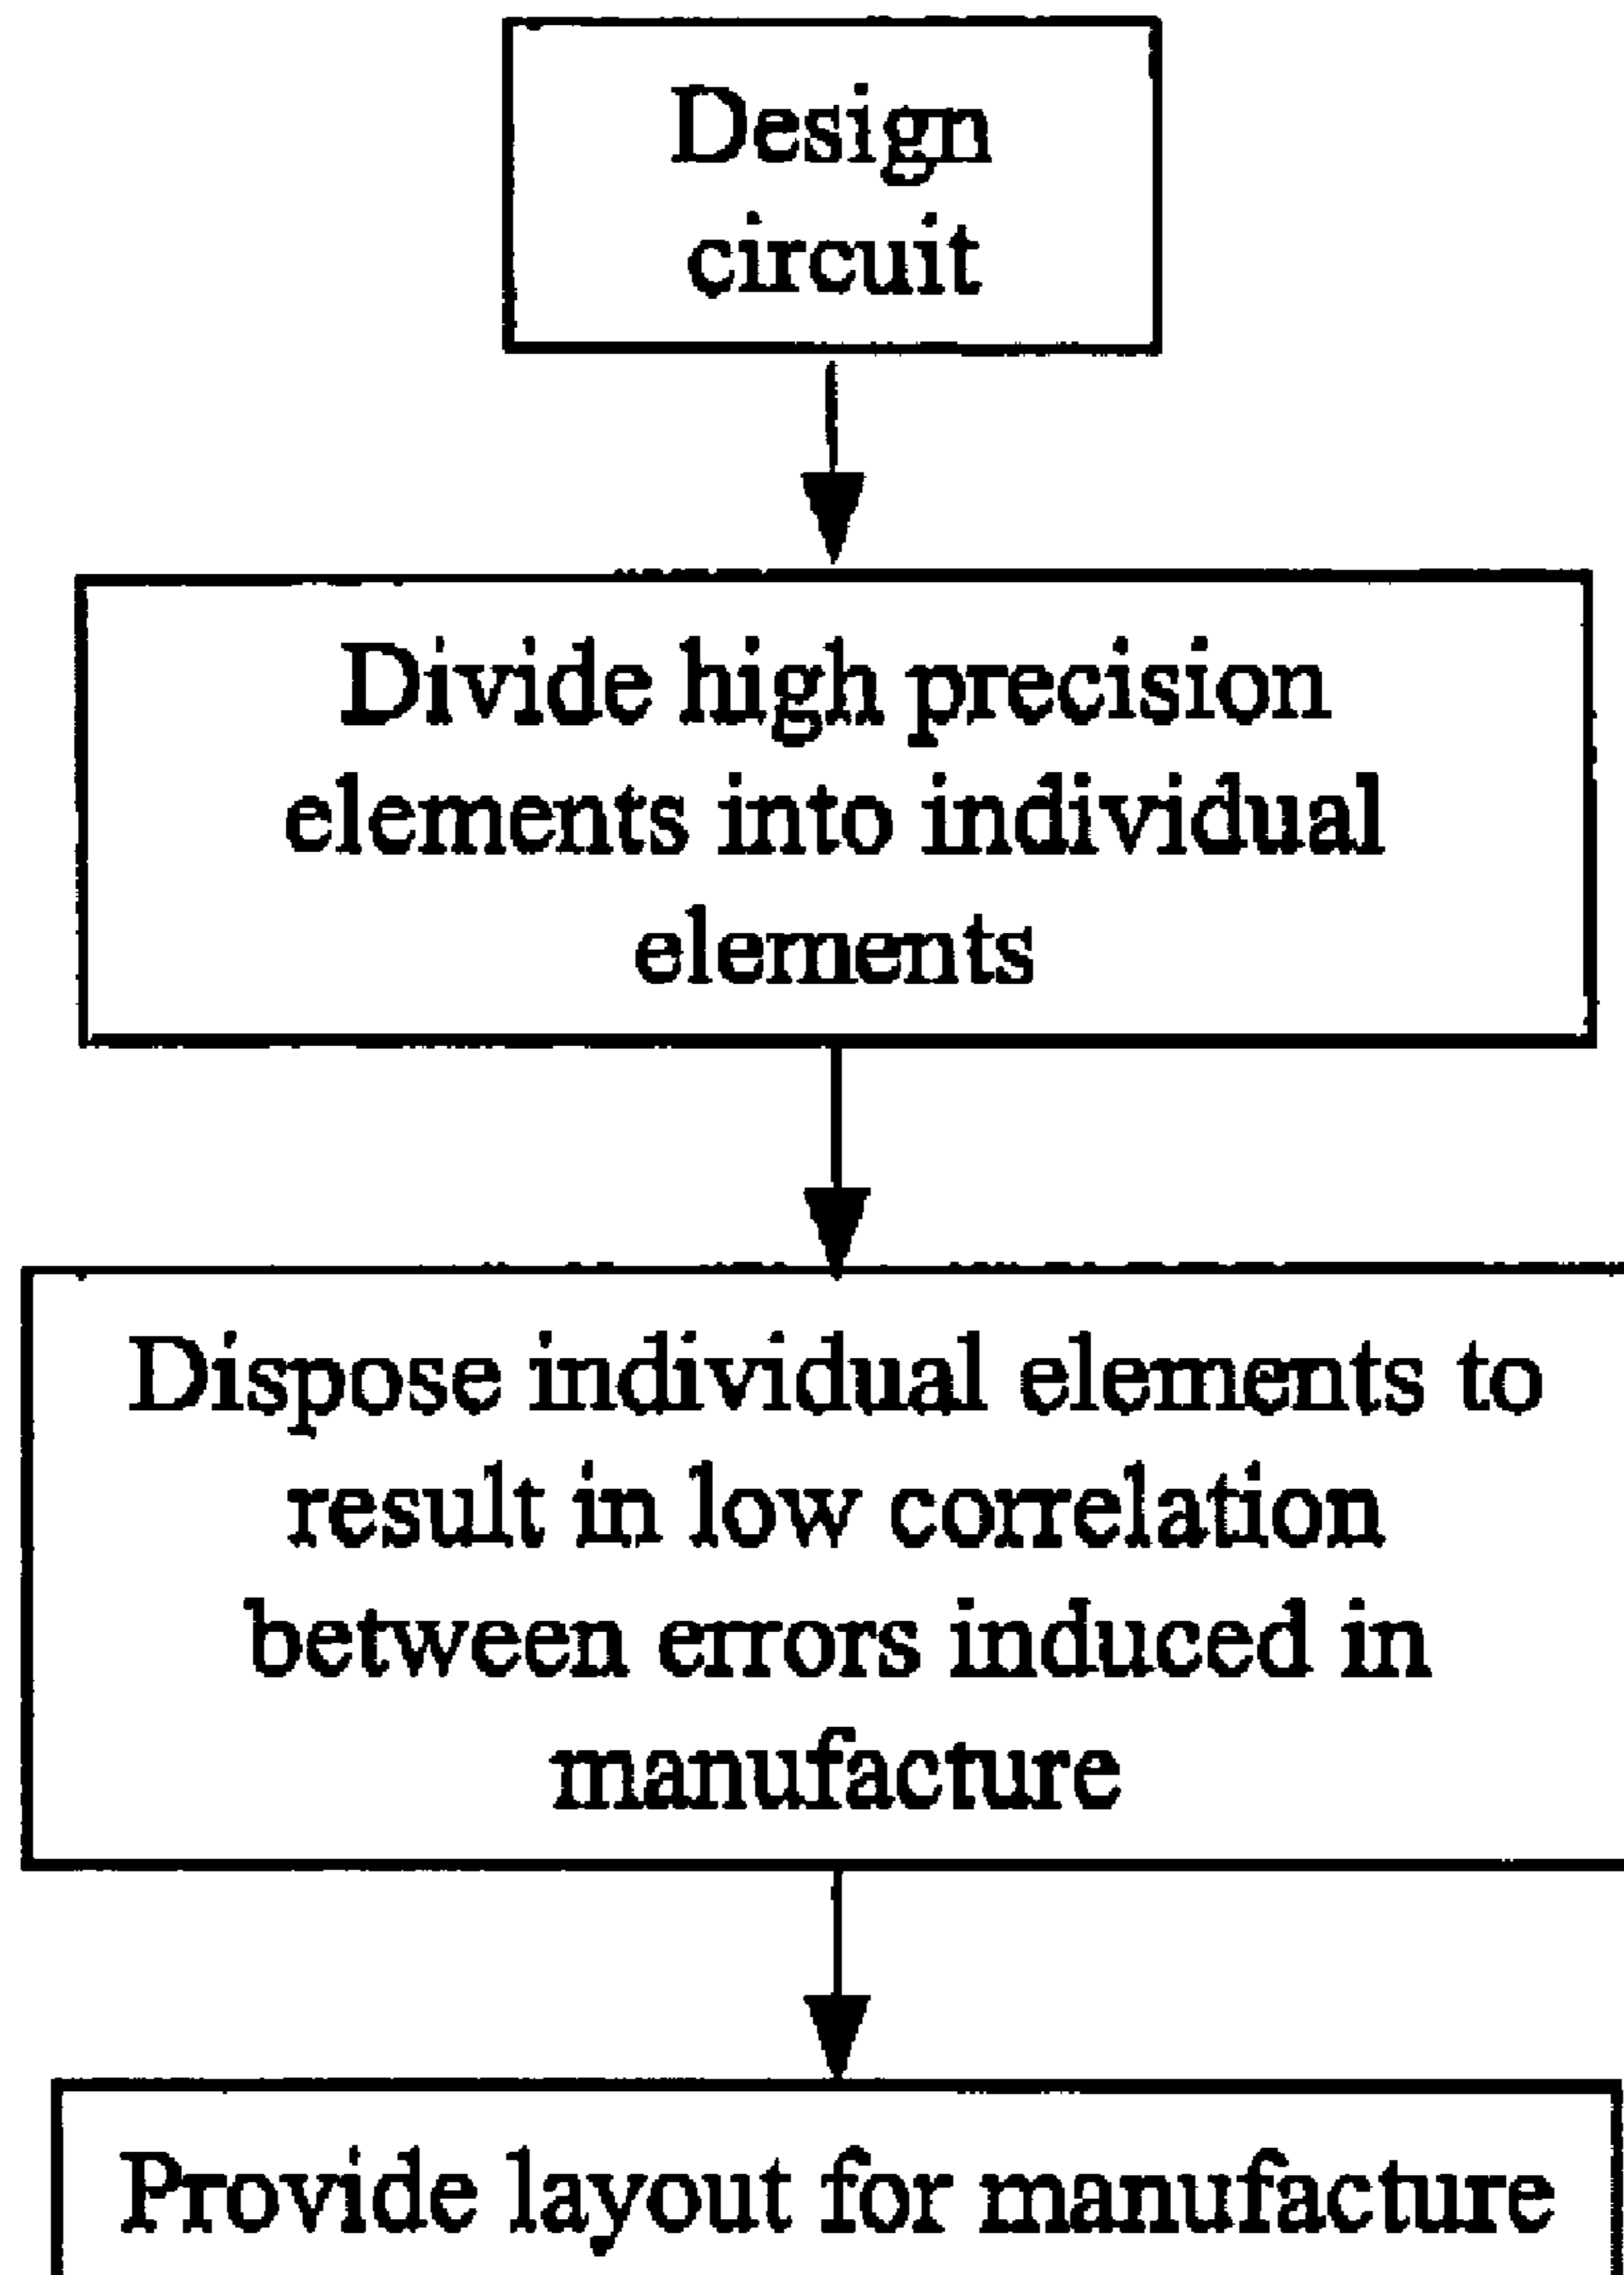 Design
circuit
Divide high precision
elements into individual
elements
Dispose individual elements to
result in low correlation
between errors induced in
manufacture
Provide layout for manufacture